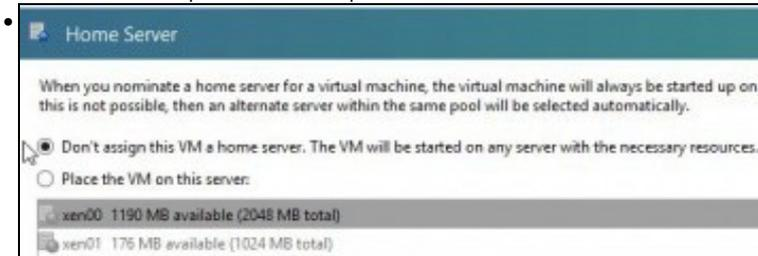 Home Server
When you nominate a home server for a virtual machine, the virtual machine will always be started up on
this is not possible, then an alternate server within the same pool will be selected automatically.
Don't assign this VM a home server. The VM will be started on any server with the necessary resources.
Place the VM on this server:
xen00 1190 MB available (2048 MB total)
xen01 176 MB available (1024 MB total)